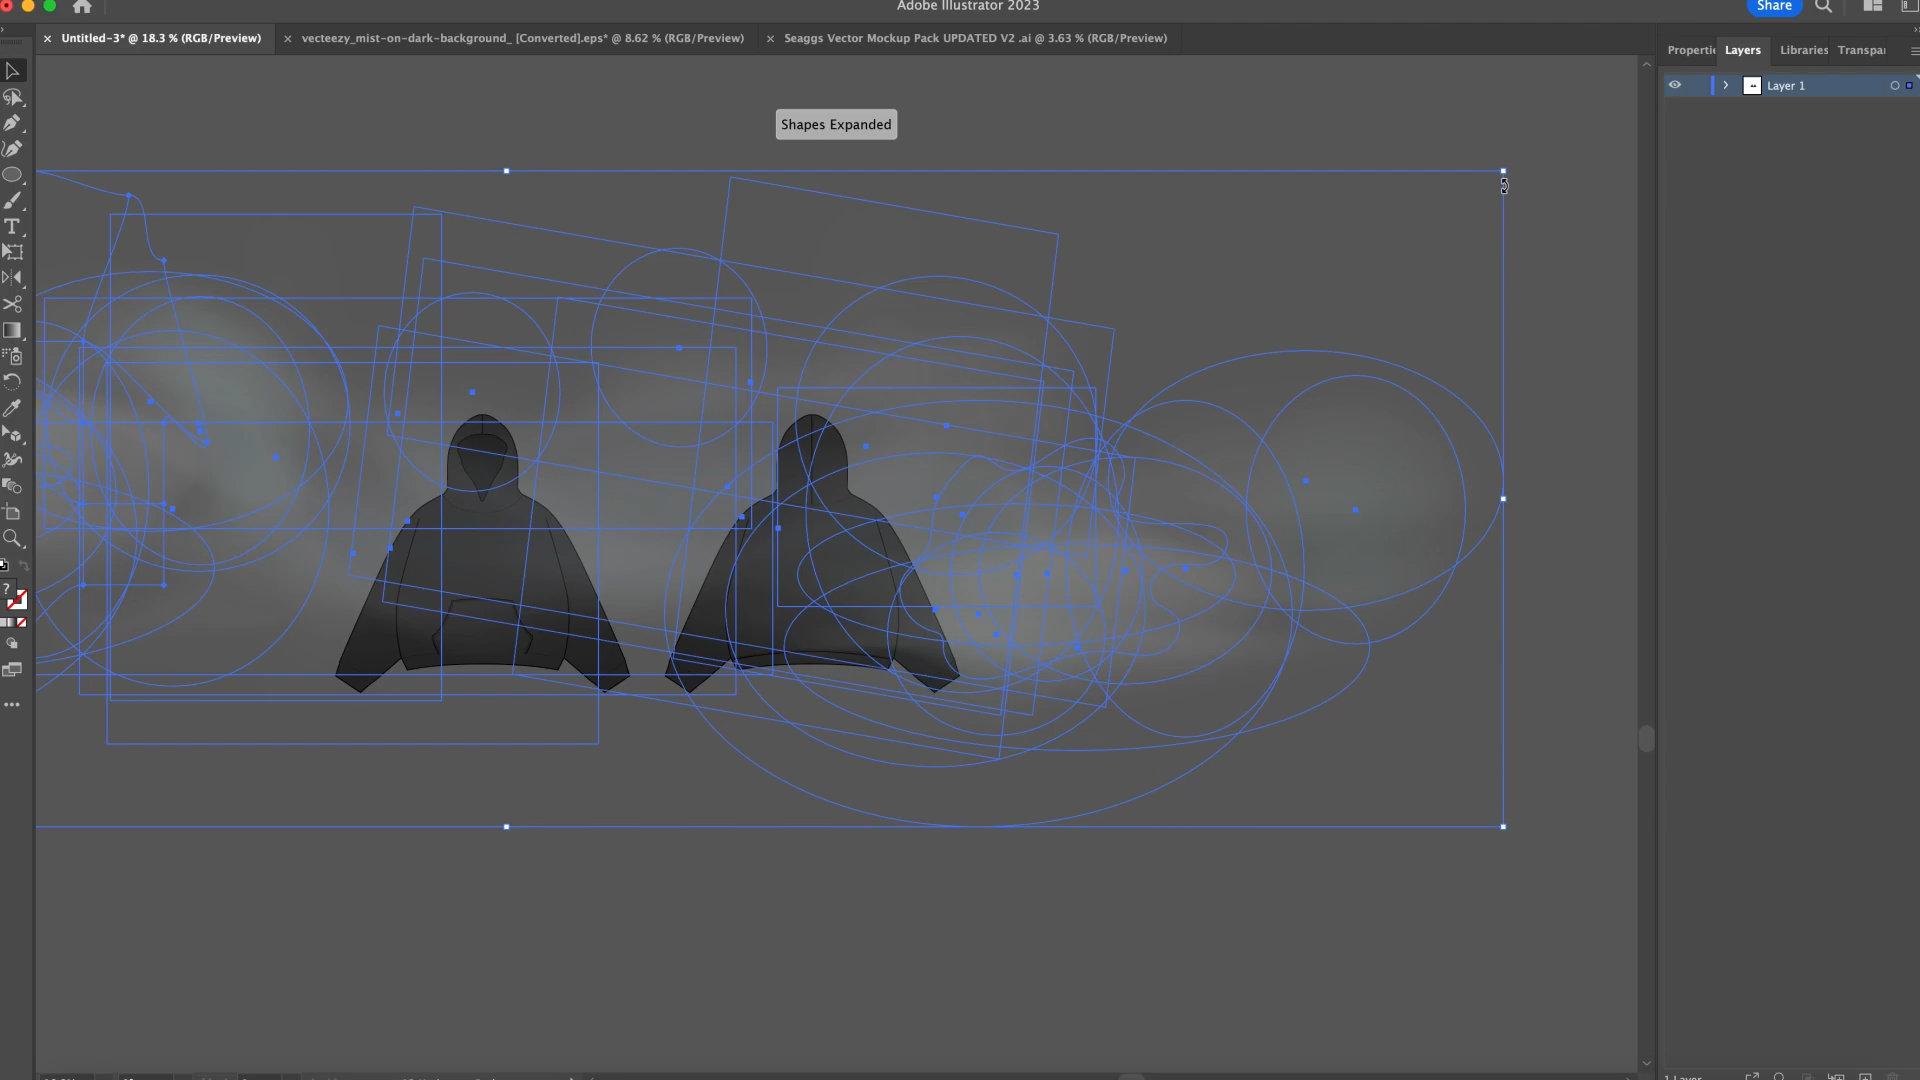 Adobe Illustrator 2023
Share
Untitled-3* @ 18.3 % (RGB/Preview)
vecteezy_mist-on-dark-background_ [Converted].eps* @ 8.62 % (RGB/Preview)
Seaggs Vector Mockup Pack UPDATED V2 .ai @ 3.63 % (RGB/Preview)
Properti
Layers
Libraries
Transpa
Layer 1
Shapes Expanded
T
?
1 Layer